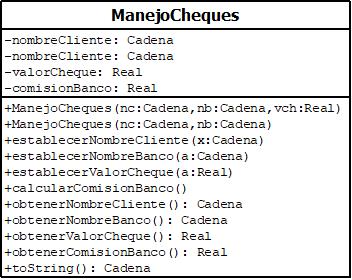 ManejoCheques
-nombreCliente: Cadena
-nombreCliente: Cadena
-valorCheque: Real
-comisionBanco: Real
+ManejoCheques(nc:Cadena,nb:Cadena,vch:Real)
+ManejoCheques(nc:Cadena,nb:Cadena)
+establecerNombreCliente(x:Cadena)
+establecerNombreBanco(a:Cadena)
+establecerValorCheque(a:Real)
+calcularComisionBanco()
+obtenerNombreCliente(): Cadena
+obtenerNombreBanco(): Cadena
+obtenerValorCheque(): Real
+obtenerComisionBanco(): Real
+toString(): Cadena